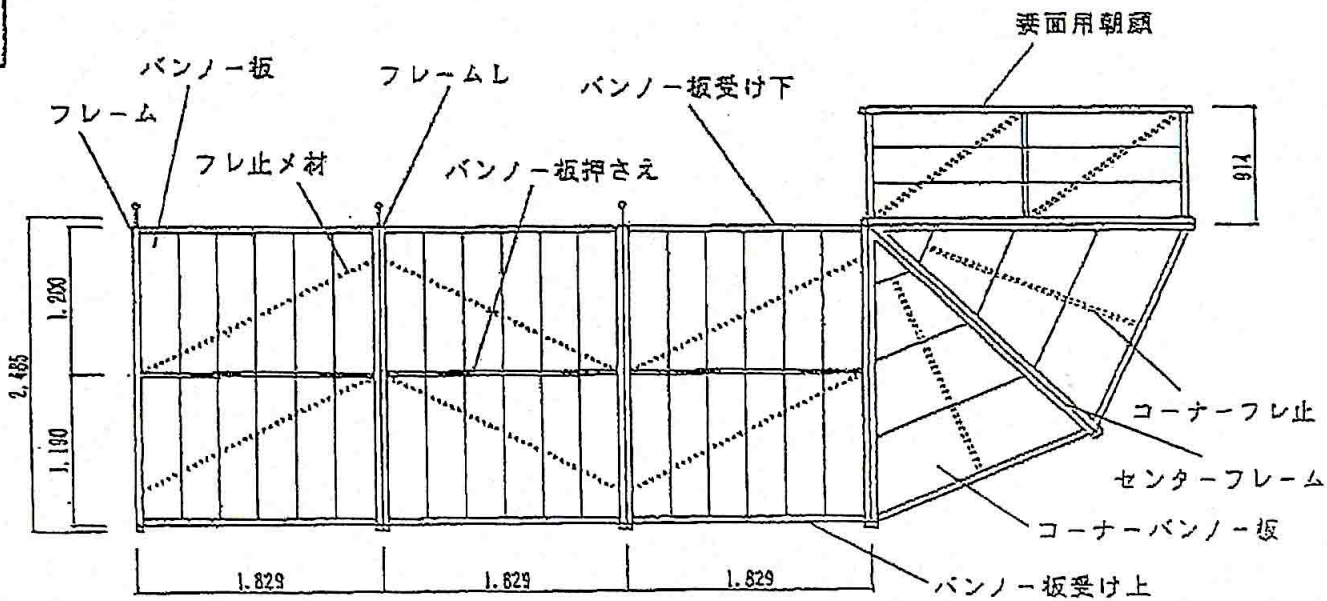 妻面用朝顔
バンノー板
フレームL
バンノー板受け下
フレーム
フレ止メ材
バンノー板押さえ
914
1.200
2,485
1.190
コーナーフレ止
センターフレーム
コーナーバンノー板
1.829
1.829
1.829
バンノー板受け上